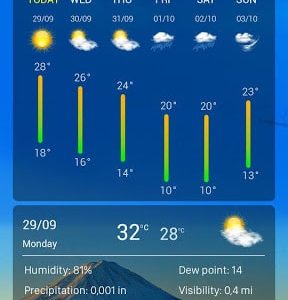 TODAY WED THU FRI SAT SUN
29/09 30/09 31/09 01/10 02/10 03/10
28° 26° 24° 20° 20° 23°
18° 16° 14° 10° 10° 13°
29/09 32°C 28°C
Monday
Humidity: 81% Dew point: 14
Precipitation: 0,001 in Visibility: 0,4 mi